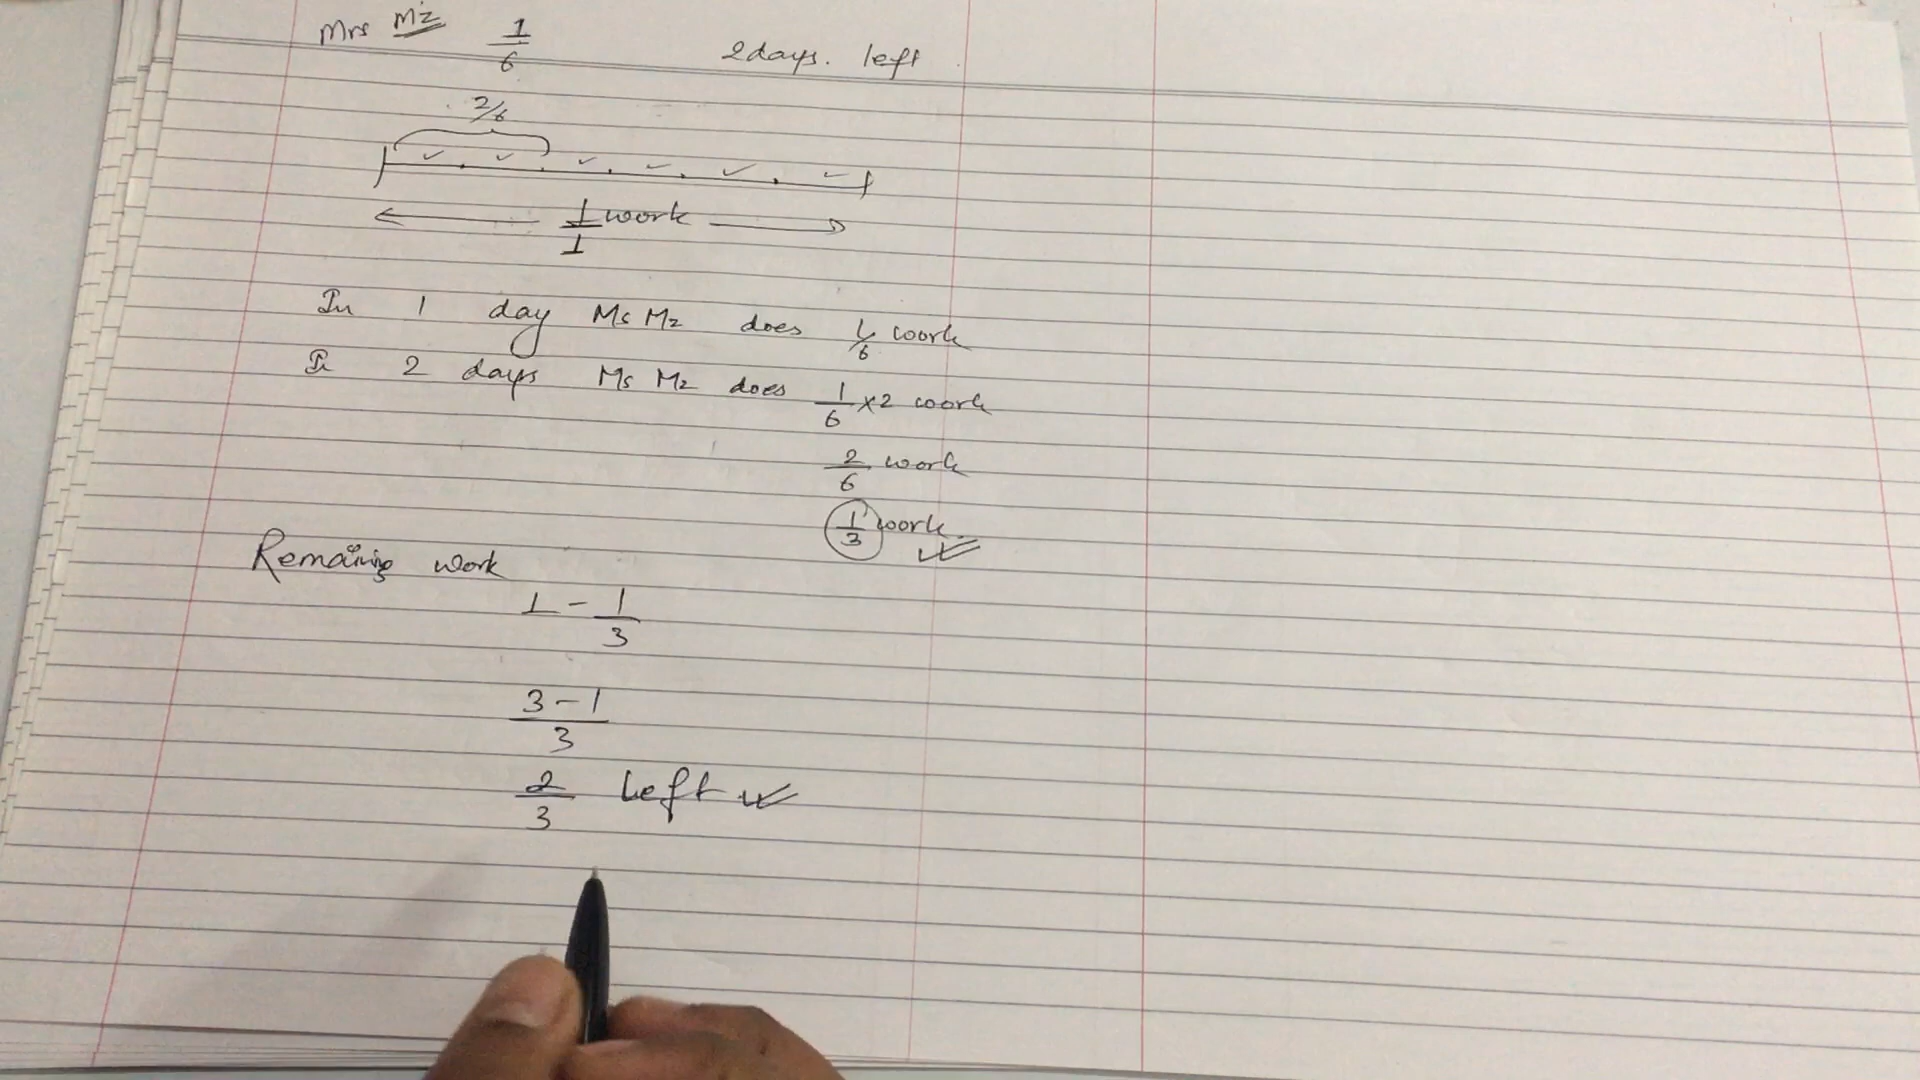 Mrs Mz 1/6 2days. left
2/6
1/1 work
In 1 day Ms Mz does 1/6 work
In 2 days Ms Mz does 1/6 ×2 work
2/6 work
1/3 work
Remaining work
1 - 1/3
3-1/3
2/3 left